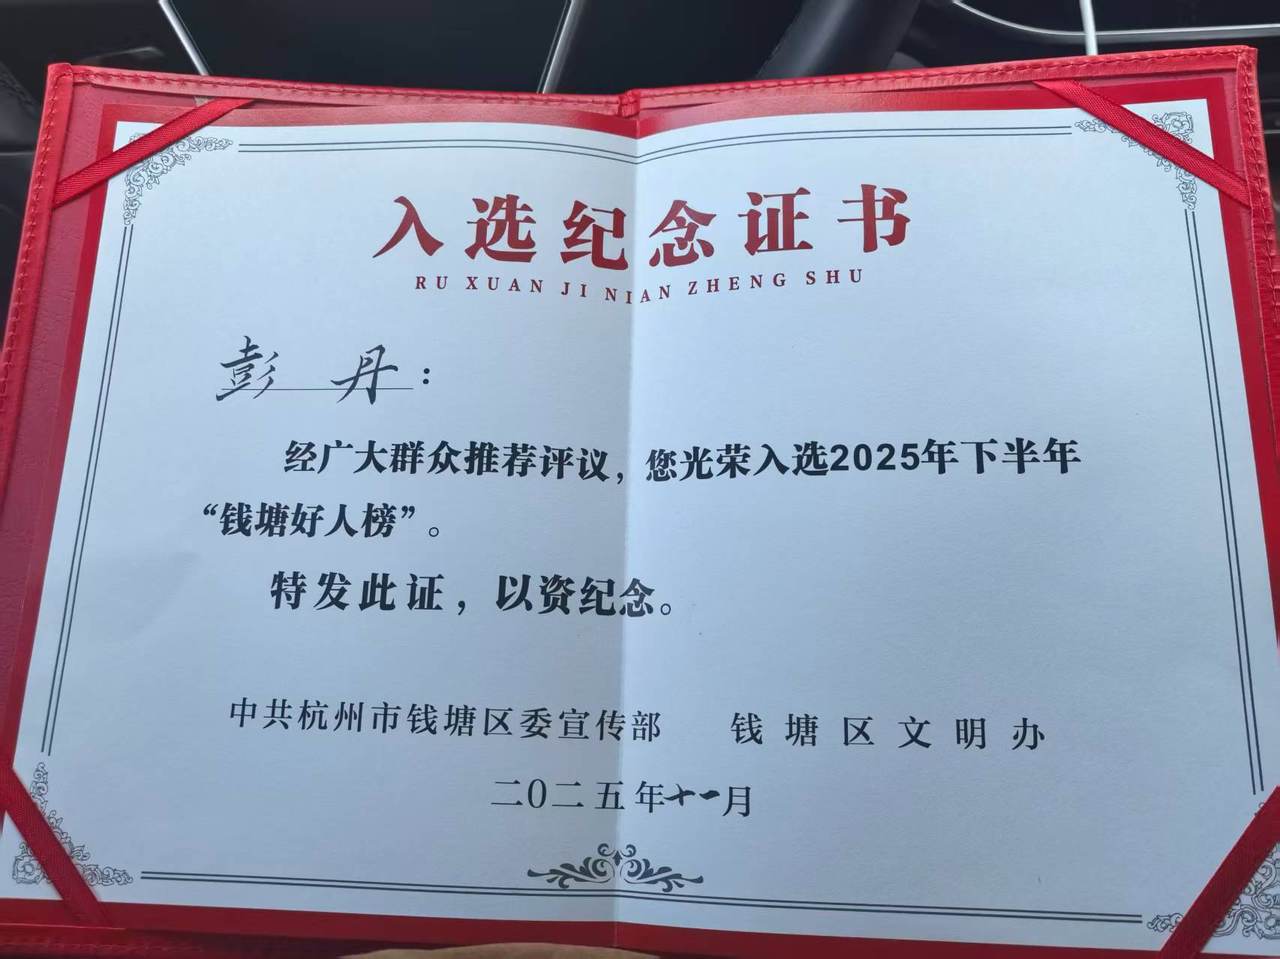 入选纪念证书
RU XUAN JI NIAN ZHENG SHU
彭 丹：
经广大群众推荐评议，您光荣入选2025年下半年
“钱塘好人榜”。
特发此证，以资纪念。
中共杭州市钱塘区委宣传部 钱塘区文明办
二〇二五年十一月